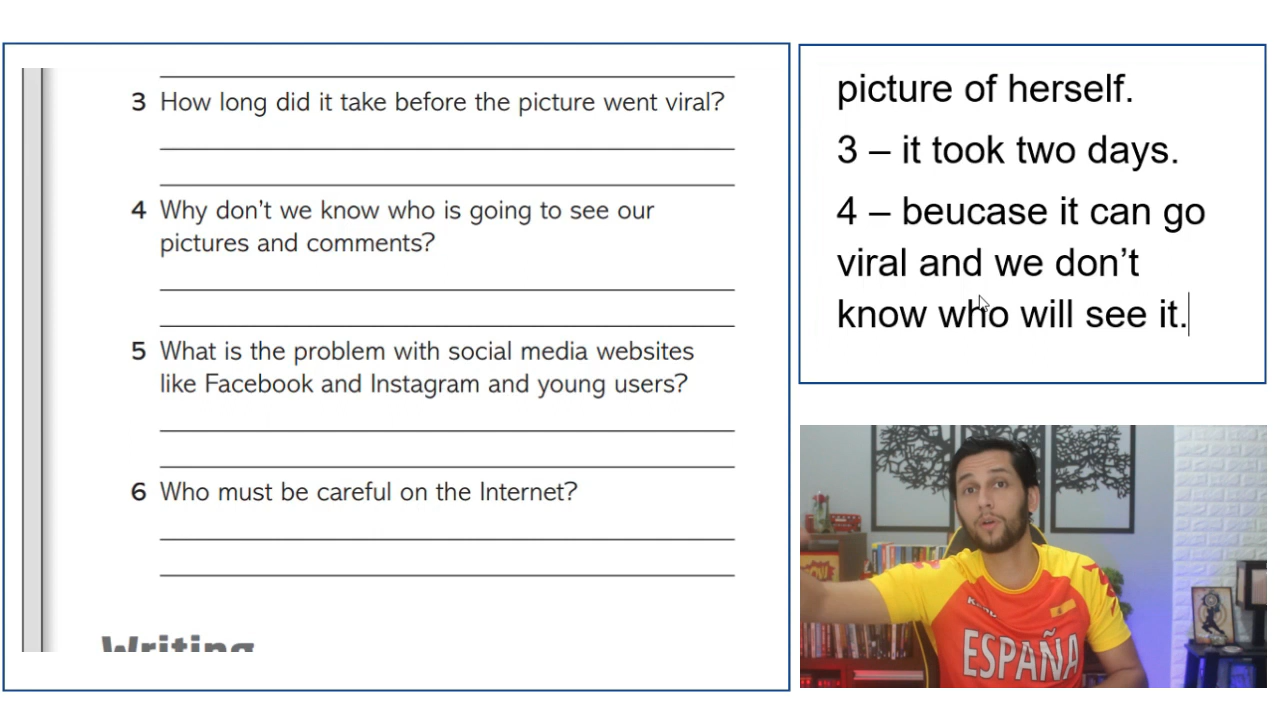 3 How long did it take before the picture went viral?
4 Why don't we know who is going to see our
pictures and comments?
5 What is the problem with social media websites
like Facebook and Instagram and young users?
6 Who must be careful on the Internet?
Writing
picture of herself.
3 – it took two days.
4 – beucase it can go
viral and we don't
know who will see it.
ESPAÑA